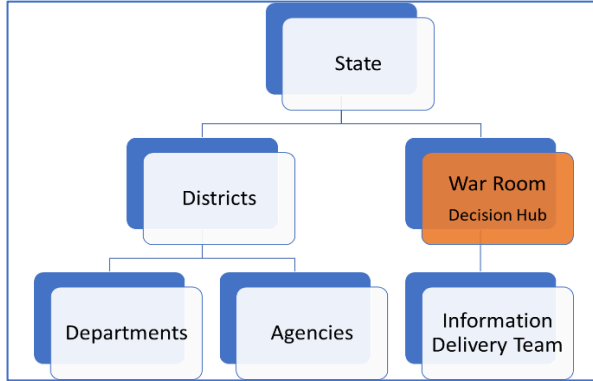 State
Districts
War Room
Decision Hub
Departments
Agencies
Information
Delivery Team